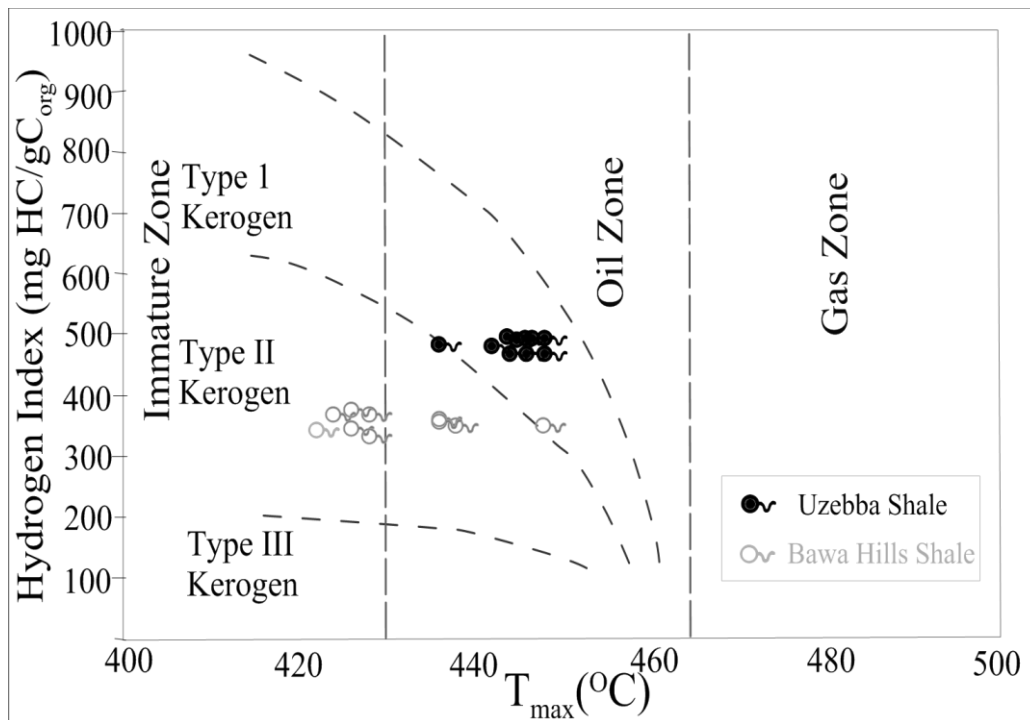 Hydrogen Index (mg HC/gCorg)
1000
900
800
700
600
500
400
300
200
100
Immature Zone
Type 1
Kerogen
Type II
Kerogen
Type III
Kerogen
Oil Zone
Gas Zone
Uzebba Shale
Bawa Hills Shale
400
420
440
460
480
500
Tmax(OC)